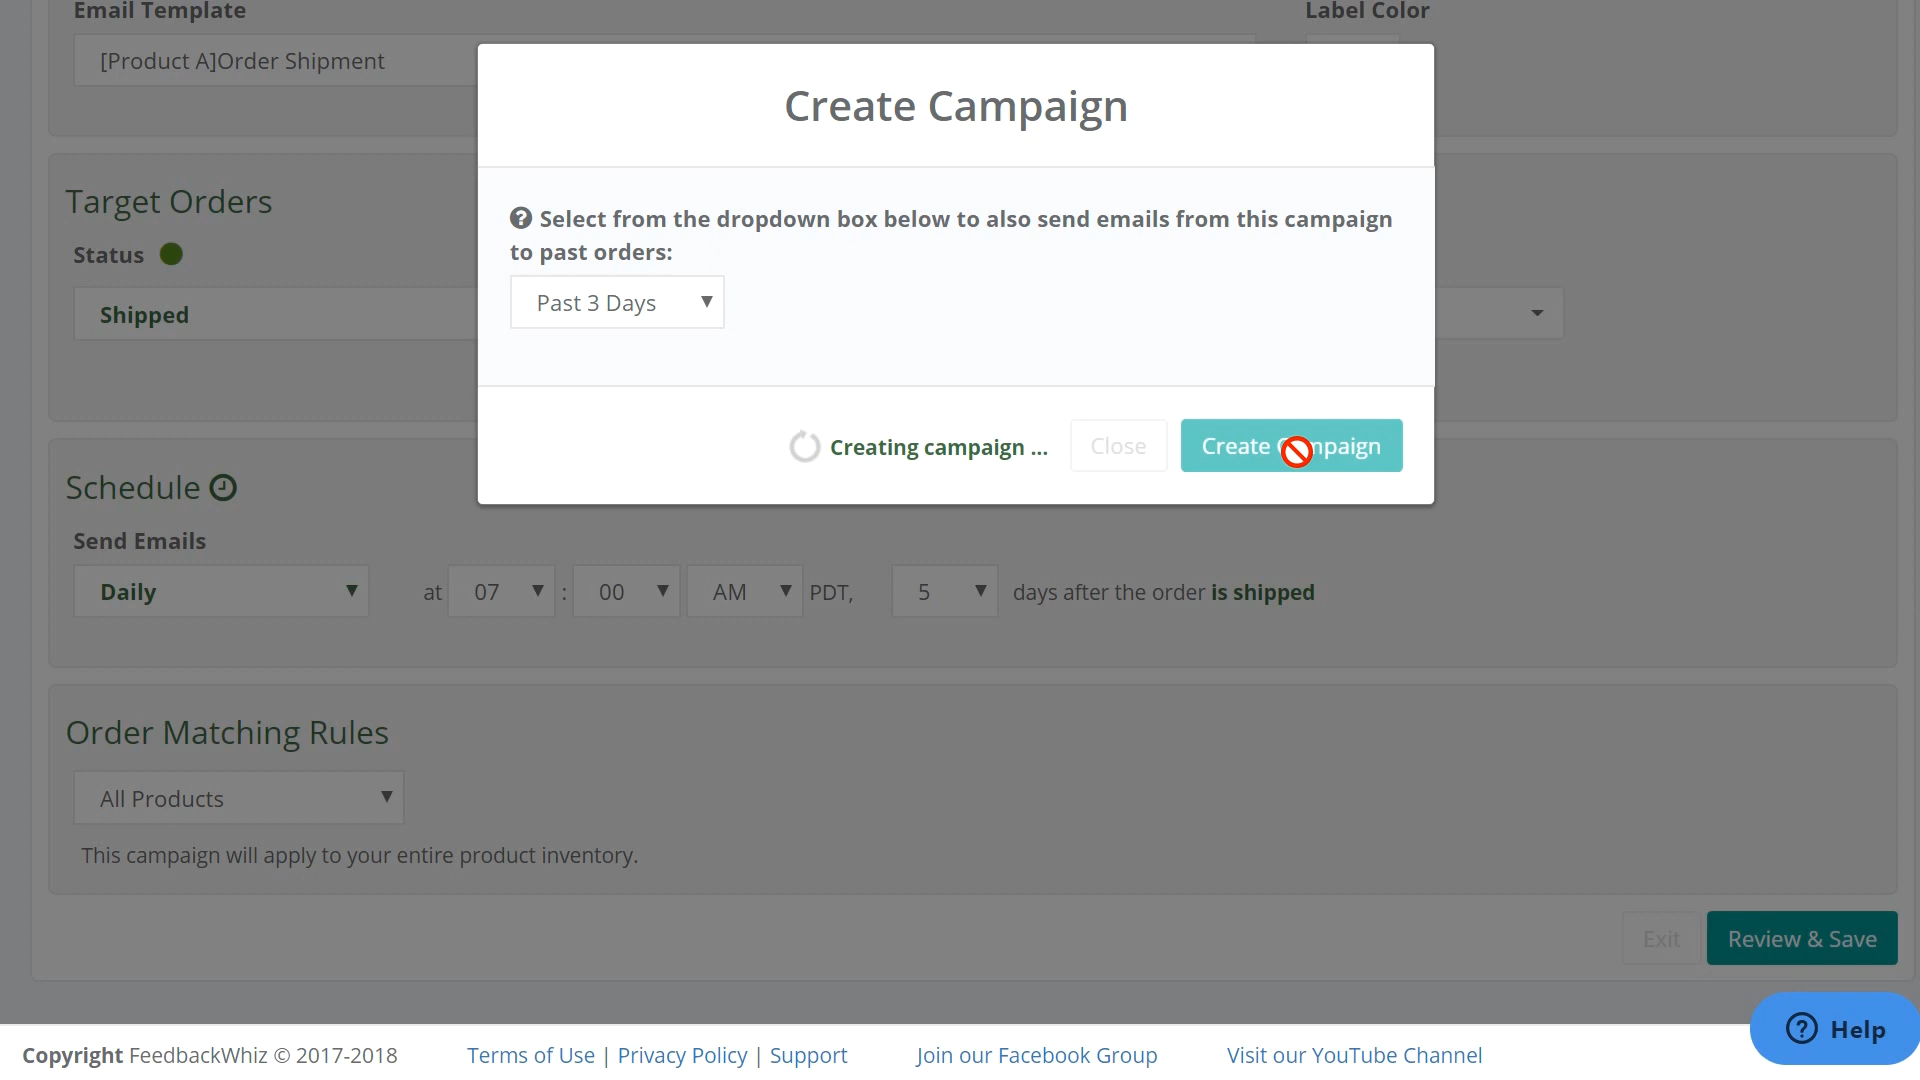 Email Template
Label Color
[Product A]Order Shipment
Create Campaign
Select from the dropdown box below to also send emails from this campaign
to past orders:
Past 3 Days
Creating campaign ...
Close
Create C mpaign
Target Orders
Status
Shipped
Schedule
Send Emails
Daily at 07 : 00 AM PDT, 5 days after the order is shipped
Order Matching Rules
All Products
This campaign will apply to your entire product inventory.
Exit
Review & Save
Help
Copyright FeedbackWhiz © 2017-2018 Terms of Use | Privacy Policy | Support Join our Facebook Group Visit our YouTube Channel